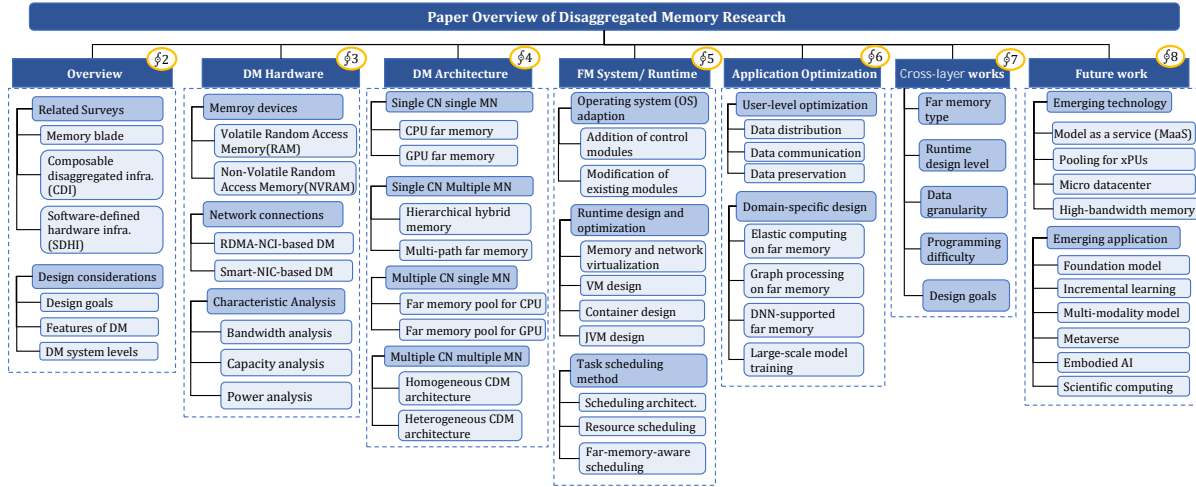 Paper Overview of Disaggregated Memory Research
§2
Overview
Related Surveys
Memory blade
Composable
disaggregated infra.
(CDI)
Software-defined
hardware infra.
(SDHI)
Design considerations
Design goals
Features of DM
DM system levels
§3
DM Hardware
Memroy devices
Volatile Random Access
Memory(RAM)
Non-Volatile Random
Access Memory(NVRAM)
Network connections
RDMA-NCI-based DM
Smart-NIC-based DM
Characteristic Analysis
Bandwidth analysis
Capacity analysis
Power analysis
§4
DM Architecture
Single CN single MN
CPU far memory
GPU far memory
Single CN Multiple MN
Hierarchical hybrid
memory
Multi-path far memory
Multiple CN single MN
Far memory pool for CPU
Far memory pool for GPU
Multiple CN multiple MN
Homogeneous CDM
architecture
Heterogeneous CDM
architecture
§5
FM System/ Runtime
Operating system (OS)
adaption
Addition of control
modules
Modification of
existing modules
Runtime design and
optimization
Memory and network
virtualization
VM design
Container design
JVM design
Task scheduling
method
Scheduling architect.
Resource scheduling
Far-memory-aware
scheduling
§6
Application Optimization
User-level optimization
Data distribution
Data communication
Data preservation
Domain-specific design
Elastic computing
on far memory
Graph processing
on far memory
DNN-supported
far memory
Large-scale model
training
§7
Cross-layer works
Far memory
type
Runtime
design level
Data
granularity
Programming
difficulty
Design goals
§8
Future work
Emerging technology
Model as a service (MaaS)
Pooling for xPUs
Micro datacenter
High-bandwidth memory
Emerging application
Foundation model
Incremental learning
Multi-modality model
Metaverse
Embodied AI
Scientific computing